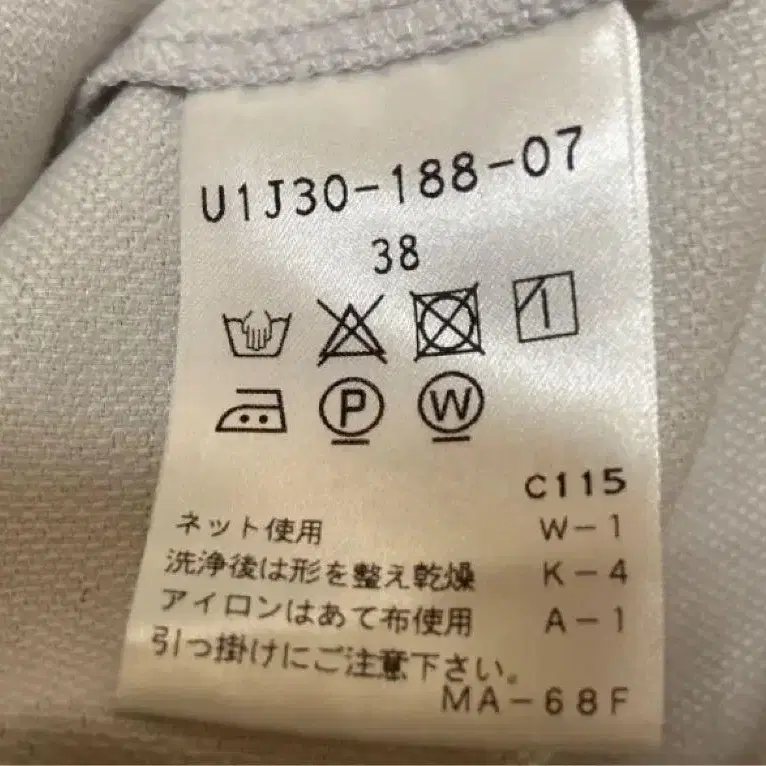 U1J30-188-07
38
P W
C115
ネット使用 W-1
洗浄後は形を整え乾燥 K-4
アイロンはあて布使用 A-1
引っ掛けにご注意下さい。
MA-68F